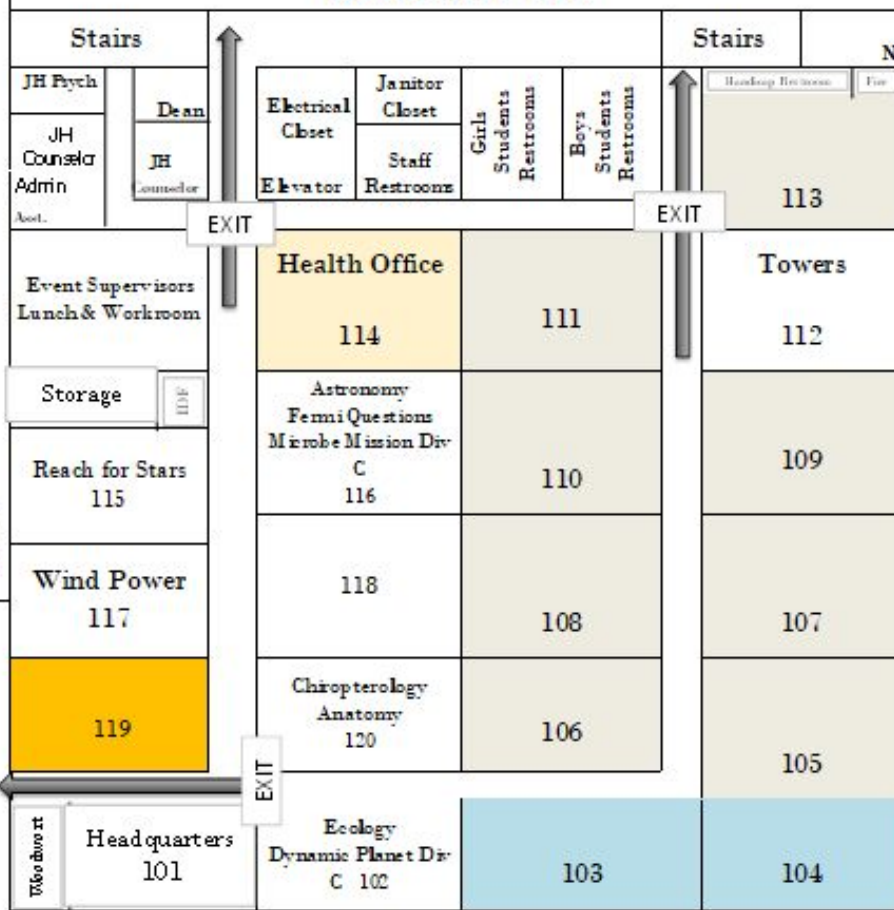 Stairs
Stairs
N
JH Psych
Dean
JH
Counselor
Admin
Asst.
JH
Counselor
Electrical
Closet
Elevator
Janitor
Closet
Staff
Restrooms
Girls
Students
Restrooms
Boys
Students
Restrooms
Handicap Restroom
Fire
113
EXIT
EXIT
Event Supervisors
Lunch & Workroom
Health Office
114
111
Towers
112
Storage
IDF
Astronomy
Fermi Questions
Microbe Mission Div
C
116
110
109
Reach for Stars
115
Wind Power
117
118
108
107
119
Chiropterology
Anatomy
120
106
105
EXIT
Headquarters
101
Ecology
Dynamic Planet Div
C 102
103
104